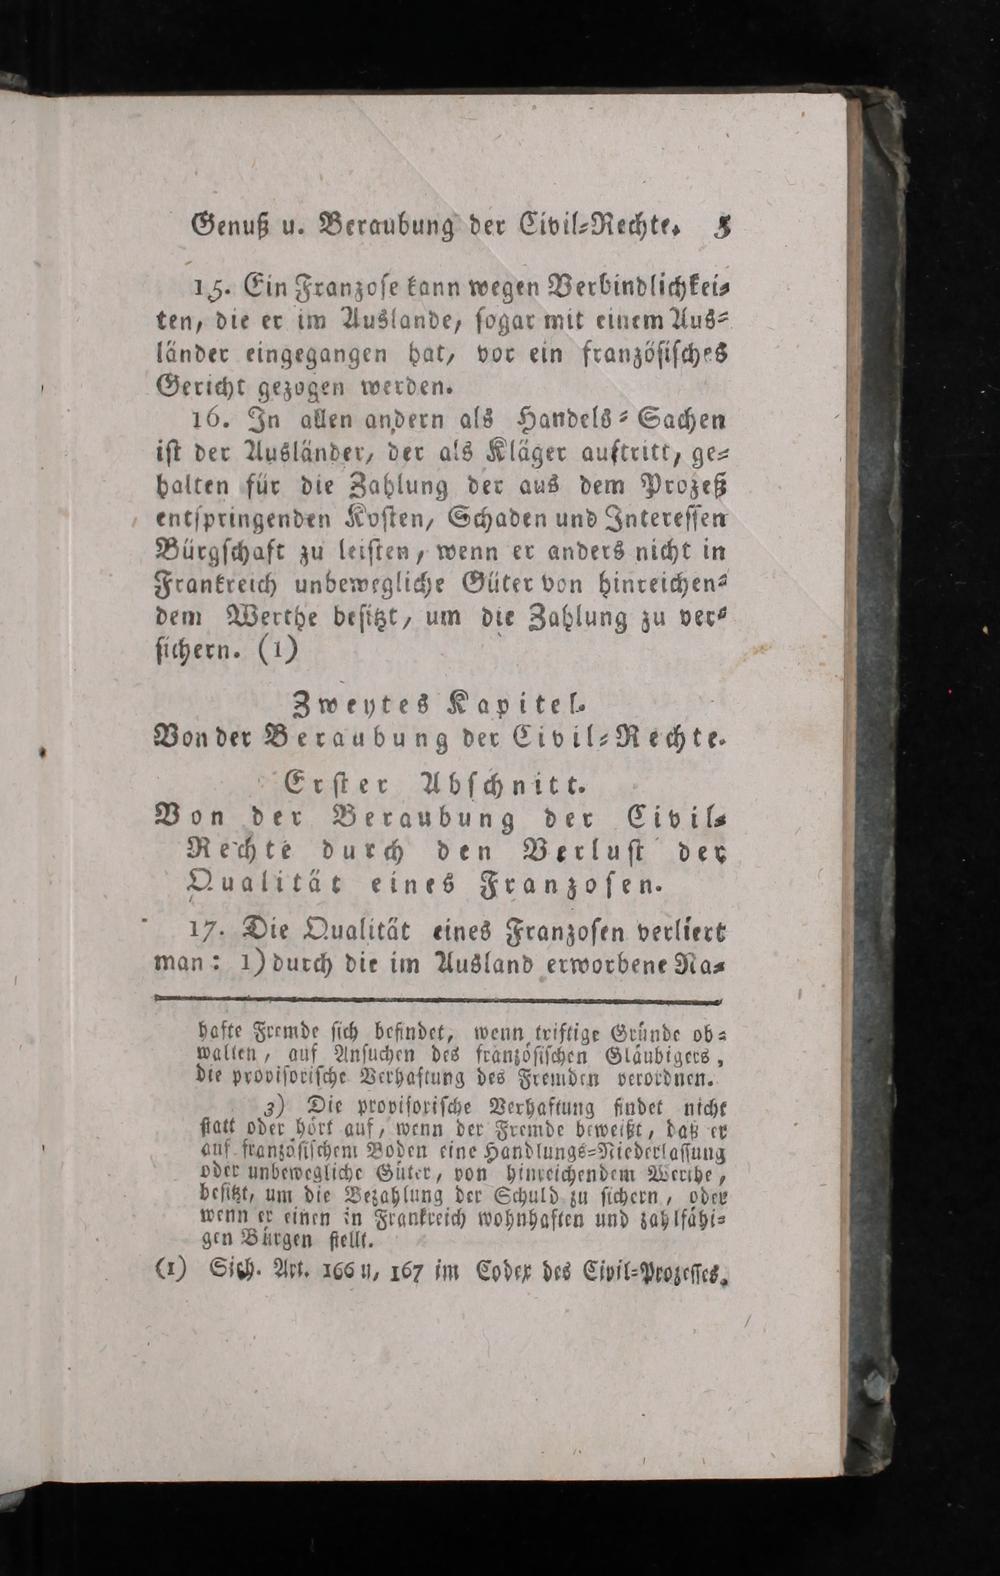 Genuß u. Beraubung der Civil-Rechte. 5
15. Ein Franzose kann wegen Verbindlichkei-
ten, die er im Auslande, sogar mit einem Aus-
länder eingegangen hat, vor ein französisches
Gericht gezogen werden.
16. In allen andern als Handels-Sachen
ist der Ausländer, der als Kläger auftritt, ge-
halten für die Zahlung der aus dem Prozeß
entspringenden Kosten, Schaden und Interessen
Bürgschaft zu leisten, wenn er anders nicht in
Frankreich unbewegliche Güter von hinreichen-
dem Werthe besitzt, um die Zahlung zu ver-
sichern. (1)
Zweytes Kapitel.
Von der Beraubung der Civil-Rechte.
Erster Abschnitt.
Von der Beraubung der Civil-
Rechte durch den Verlust der
Qualität eines Franzosen.
17. Die Qualität eines Franzosen verliert
man: 1) durch die im Ausland erworbene Na-
hafte Fremde sich befindet, wenn triftige Gründe ob-
walten, auf Ansuchen des französischen Gläubigers,
die provisorische Verhaftung des Fremden verordnen.
3) Die provisorische Verhaftung findet nicht
statt oder hört auf, wenn der Fremde beweißt, daß er
auf französischem Boden eine Handlungs-Niederlassung
oder unbewegliche Güter, von hinreichendem Werthe,
besitzt, um die Bezahlung der Schuld zu sichern, oder
wenn er einen in Frankreich wohnhaften und zahlfähi-
gen Bürgen stellt.
(1) Sieh. Art. 166 u, 167 im Codex des Civil-Prozesses.